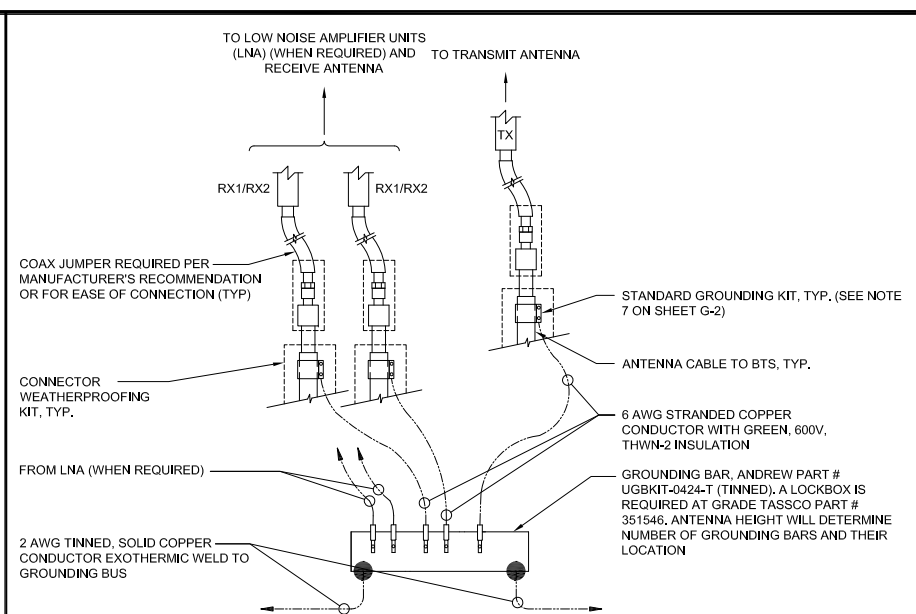 TO LOW NOISE AMPLIFIER UNITS
(LNA) (WHEN REQUIRED) AND
RECEIVE ANTENNA
TO TRANSMIT ANTENNA
TX
RX1/RX2
RX1/RX2
COAX JUMPER REQUIRED PER
MANUFACTURER'S RECOMMENDATION
OR FOR EASE OF CONNECTION (TYP)
STANDARD GROUNDING KIT, TYP. (SEE NOTE
7 ON SHEET G-2)
ANTENNA CABLE TO BTS, TYP.
CONNECTOR
WEATHERPROOFING
KIT, TYP.
6 AWG STRANDED COPPER
CONDUCTOR WITH GREEN, 600V,
THWN-2 INSULATION
FROM LNA (WHEN REQUIRED)
GROUNDING BAR, ANDREW PART #
UGBKIT-0424-T (TINNED). A LOCKBOX IS
REQUIRED AT GRADE TASSCO PART #
351546. ANTENNA HEIGHT WILL DETERMINE
NUMBER OF GROUNDING BARS AND THEIR
LOCATION
2 AWG TINNED, SOLID COPPER
CONDUCTOR EXOTHERMIC WELD TO
GROUNDING BUS